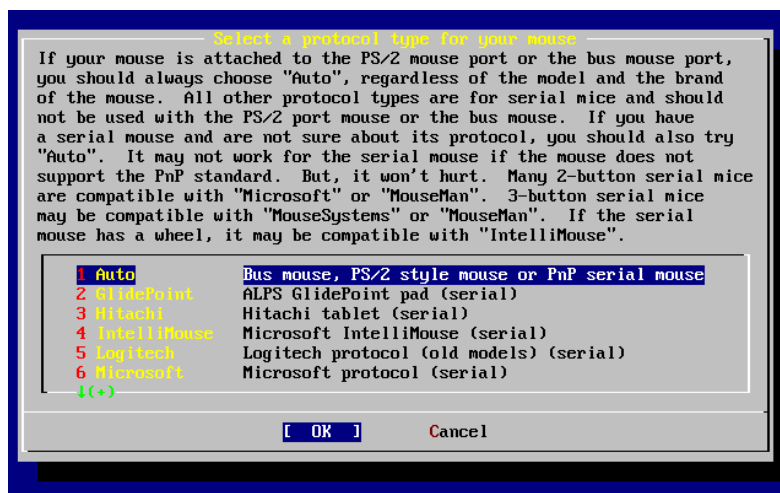 Select a protocol type for your mouse
If your mouse is attached to the PS/2 mouse port or the bus mouse port,
you should always choose "Auto", regardless of the model and the brand
of the mouse.  All other protocol types are for serial mice and should
not be used with the PS/2 port mouse or the bus mouse.  If you have
a serial mouse and are not sure about its protocol, you should also try
"Auto".  It may not work for the serial mouse if the mouse does not
support the PnP standard.  But, it won't hurt.  Many 2-button serial mice
are compatible with "Microsoft" or "MouseMan".  3-button serial mice
may be compatible with "MouseSystems" or "MouseMan".  If the serial
mouse has a wheel, it may be compatible with "IntelliMouse".
1 Auto Bus mouse, PS/2 style mouse or PnP serial mouse
2 GlidePoint ALPS GlidePoint pad (serial)
3 Hitachi Hitachi tablet (serial)
4 IntelliMouse Microsoft IntelliMouse (serial)
5 Logitech Logitech protocol (old models) (serial)
6 Microsoft Microsoft protocol (serial)
↓(+)
[ OK ] Cancel